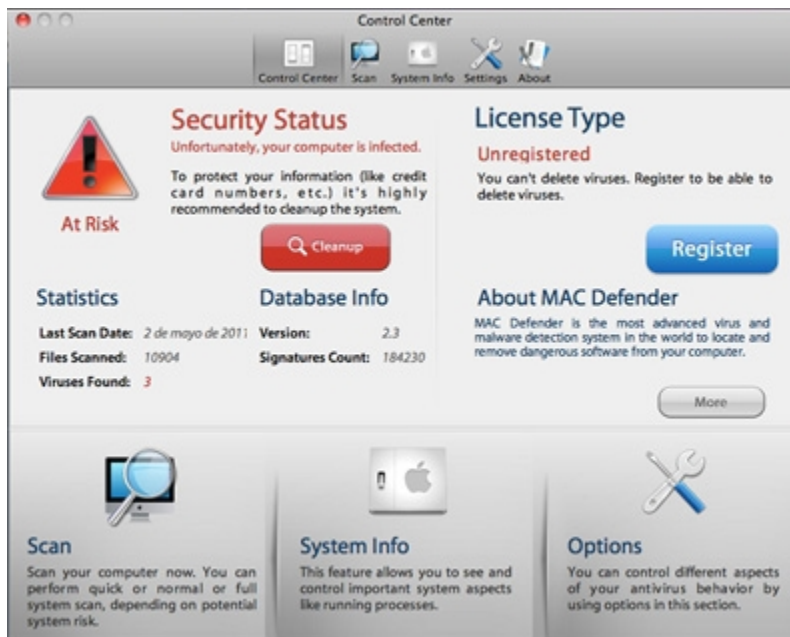 Control Center
Control Center Scan System Info Settings About
Security Status
Unfortunately, your computer is infected.
To protect your information (like credit
card numbers, etc.) it's highly
recommended to cleanup the system.
At Risk
Cleanup
License Type
Unregistered
You can't delete viruses. Register to be able to
delete viruses.
Register
Statistics
Last Scan Date: 2 de mayo de 2011
Files Scanned: 10904
Viruses Found: 3
Database Info
Version: 2.3
Signatures Count: 184230
About MAC Defender
MAC Defender is the most advanced virus and
malware detection system in the world to locate and
remove dangerous software from your computer.
More
Scan
Scan your computer now. You can
perform quick or normal or full
system scan, depending on potential
system risk.
System Info
This feature allows you to see and
control important system aspects
like running processes.
Options
You can control different aspects
of your antivirus behavior by
using options in this section.